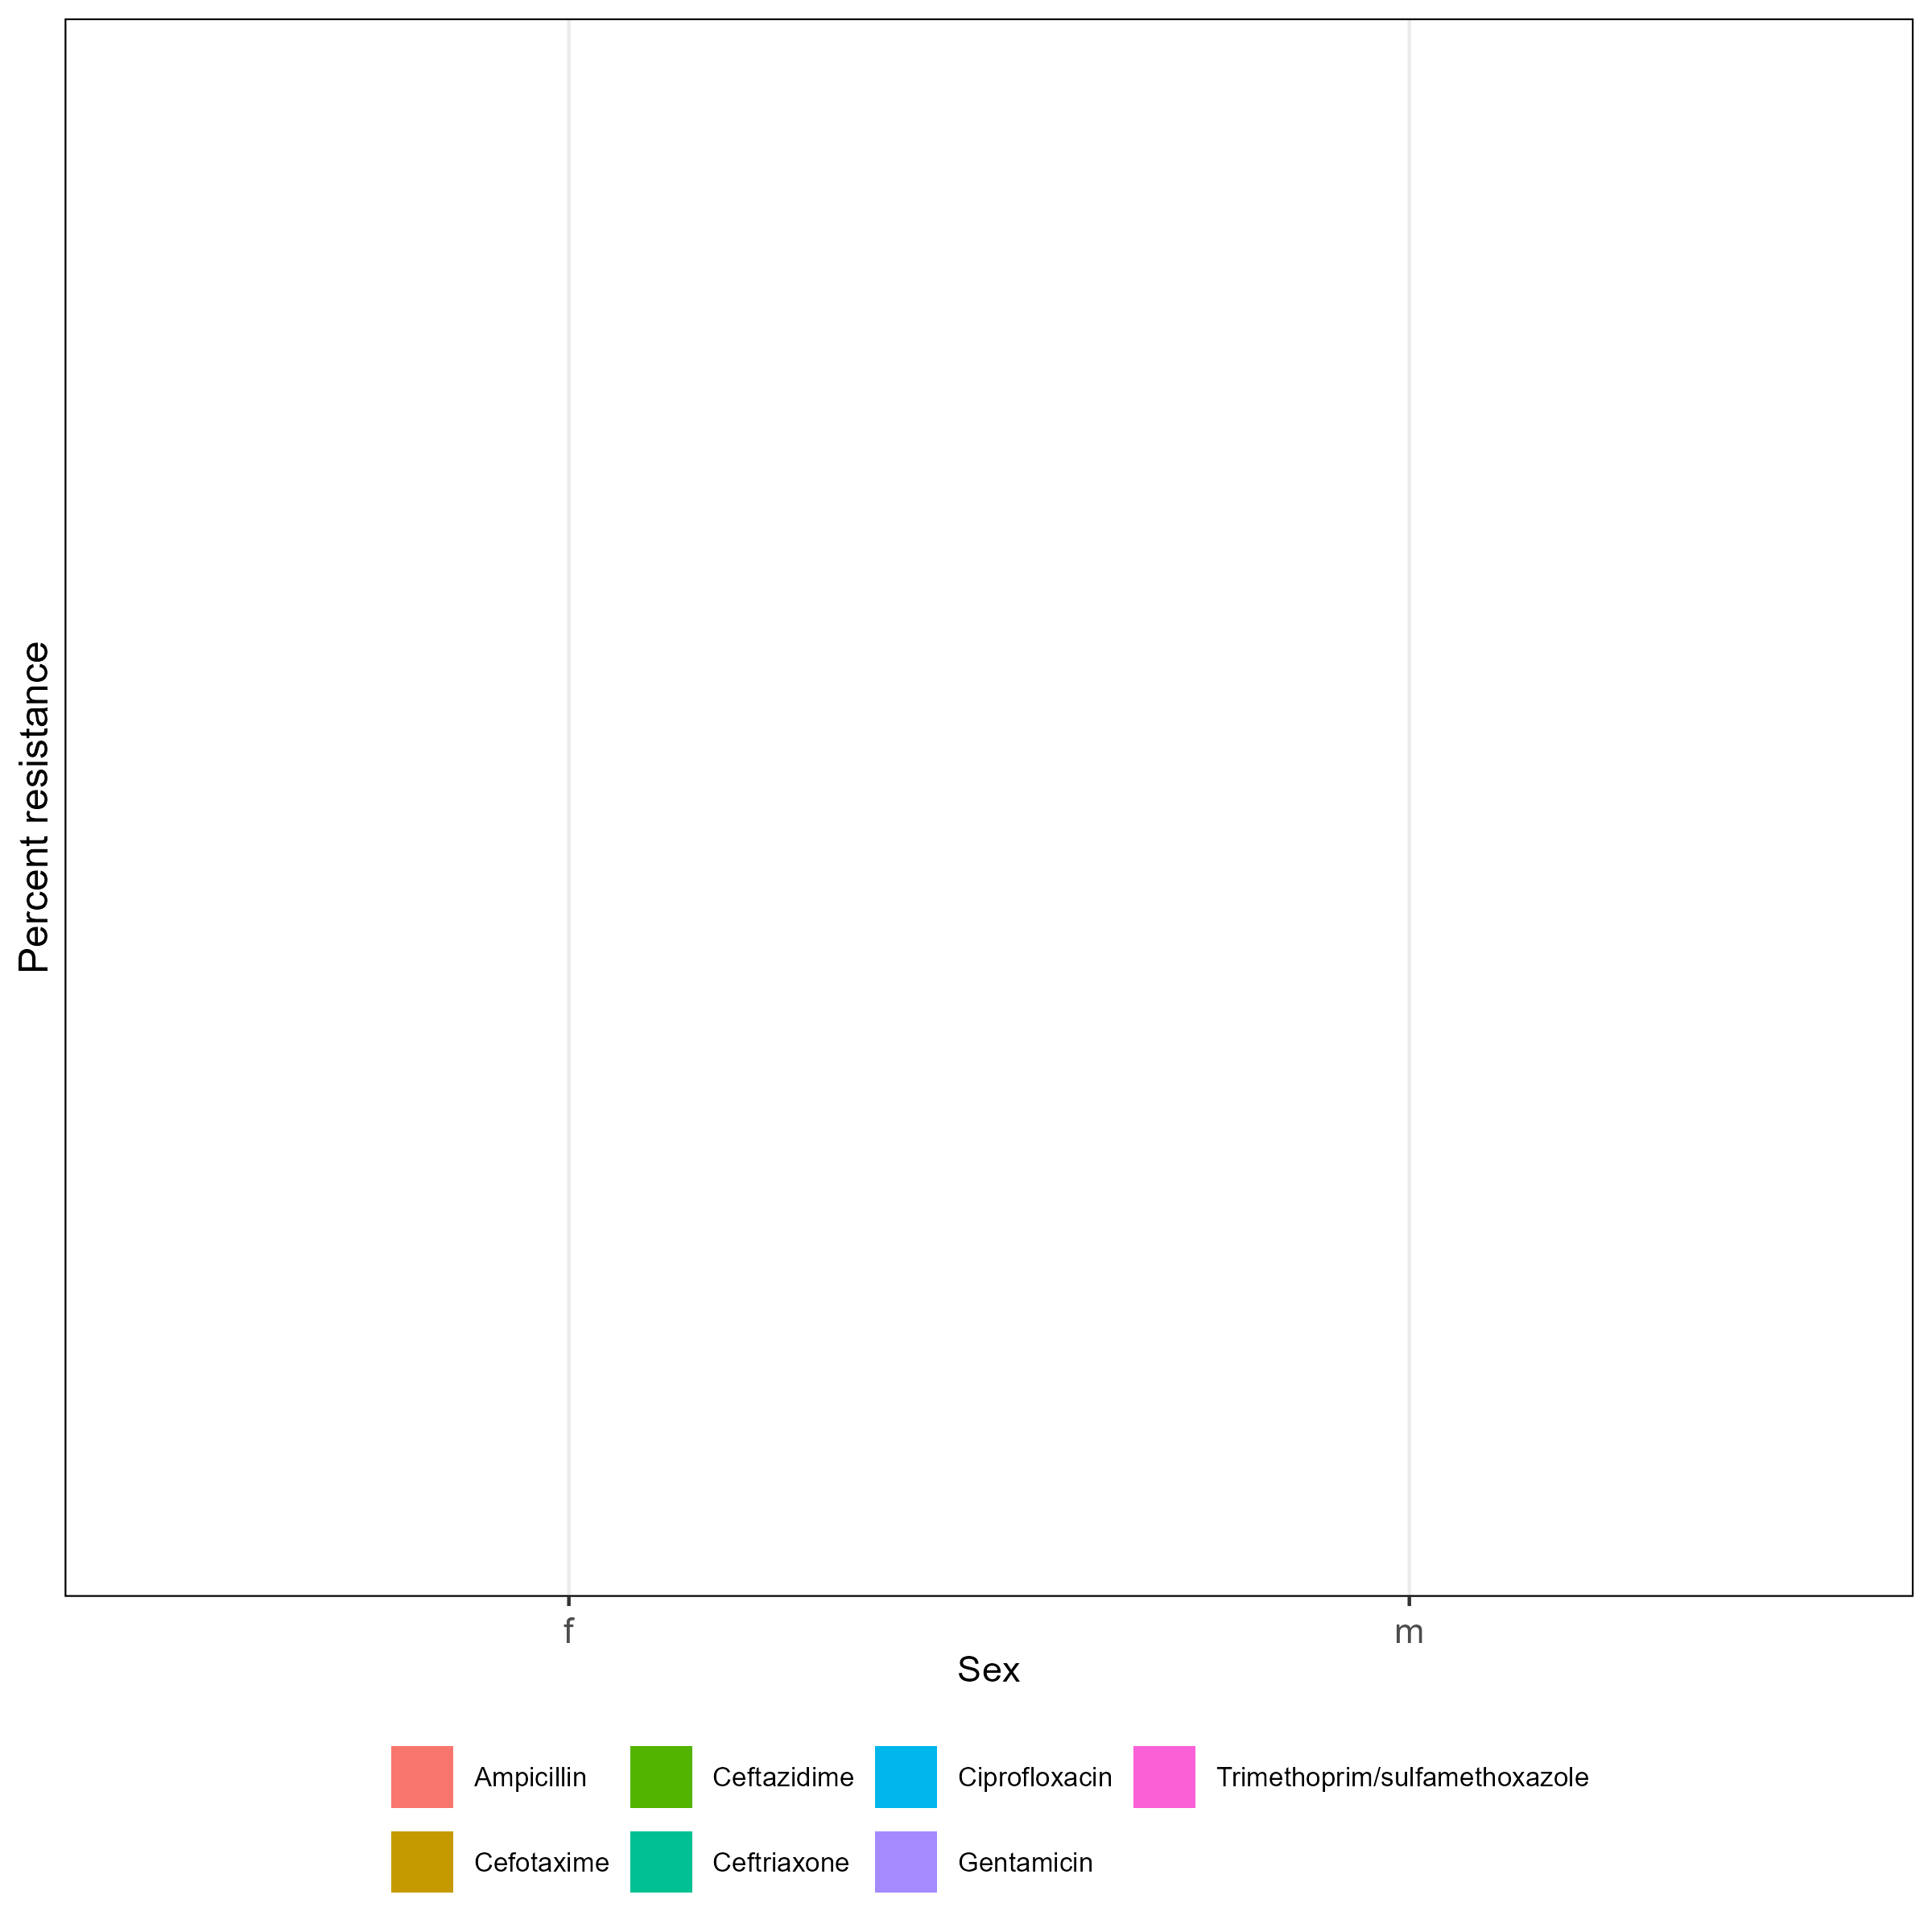 Percent resistance
f
m
Sex
Ampicillin
Ceftazidime
Ciprofloxacin
Trimethoprim/sulfamethoxazole
Cefotaxime
Ceftriaxone
Gentamicin